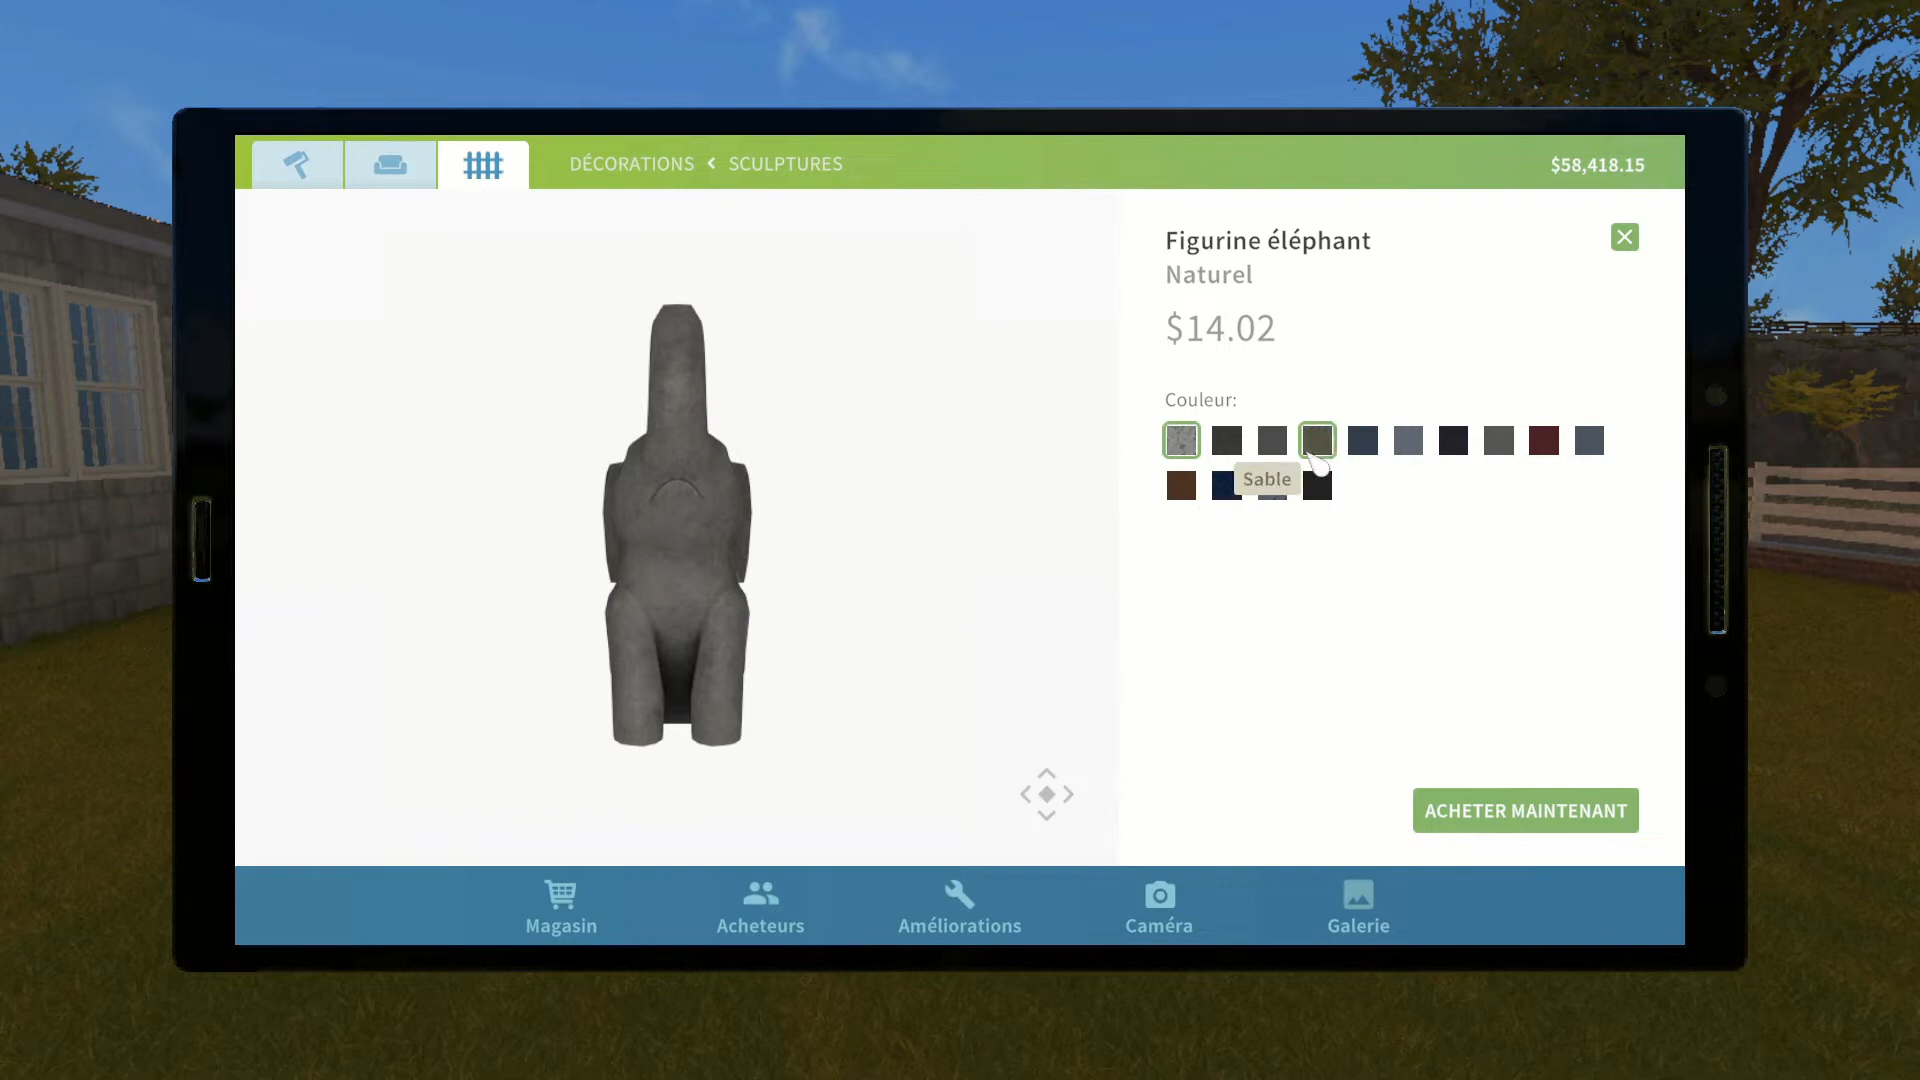 DÉCORATIONS < SCULPTURES
$58,418.15
Figurine éléphant
Naturel
$14.02
Couleur:
Sable
ACHETER MAINTENANT
Magasin
Acheteurs
Améliorations
Caméra
Galerie